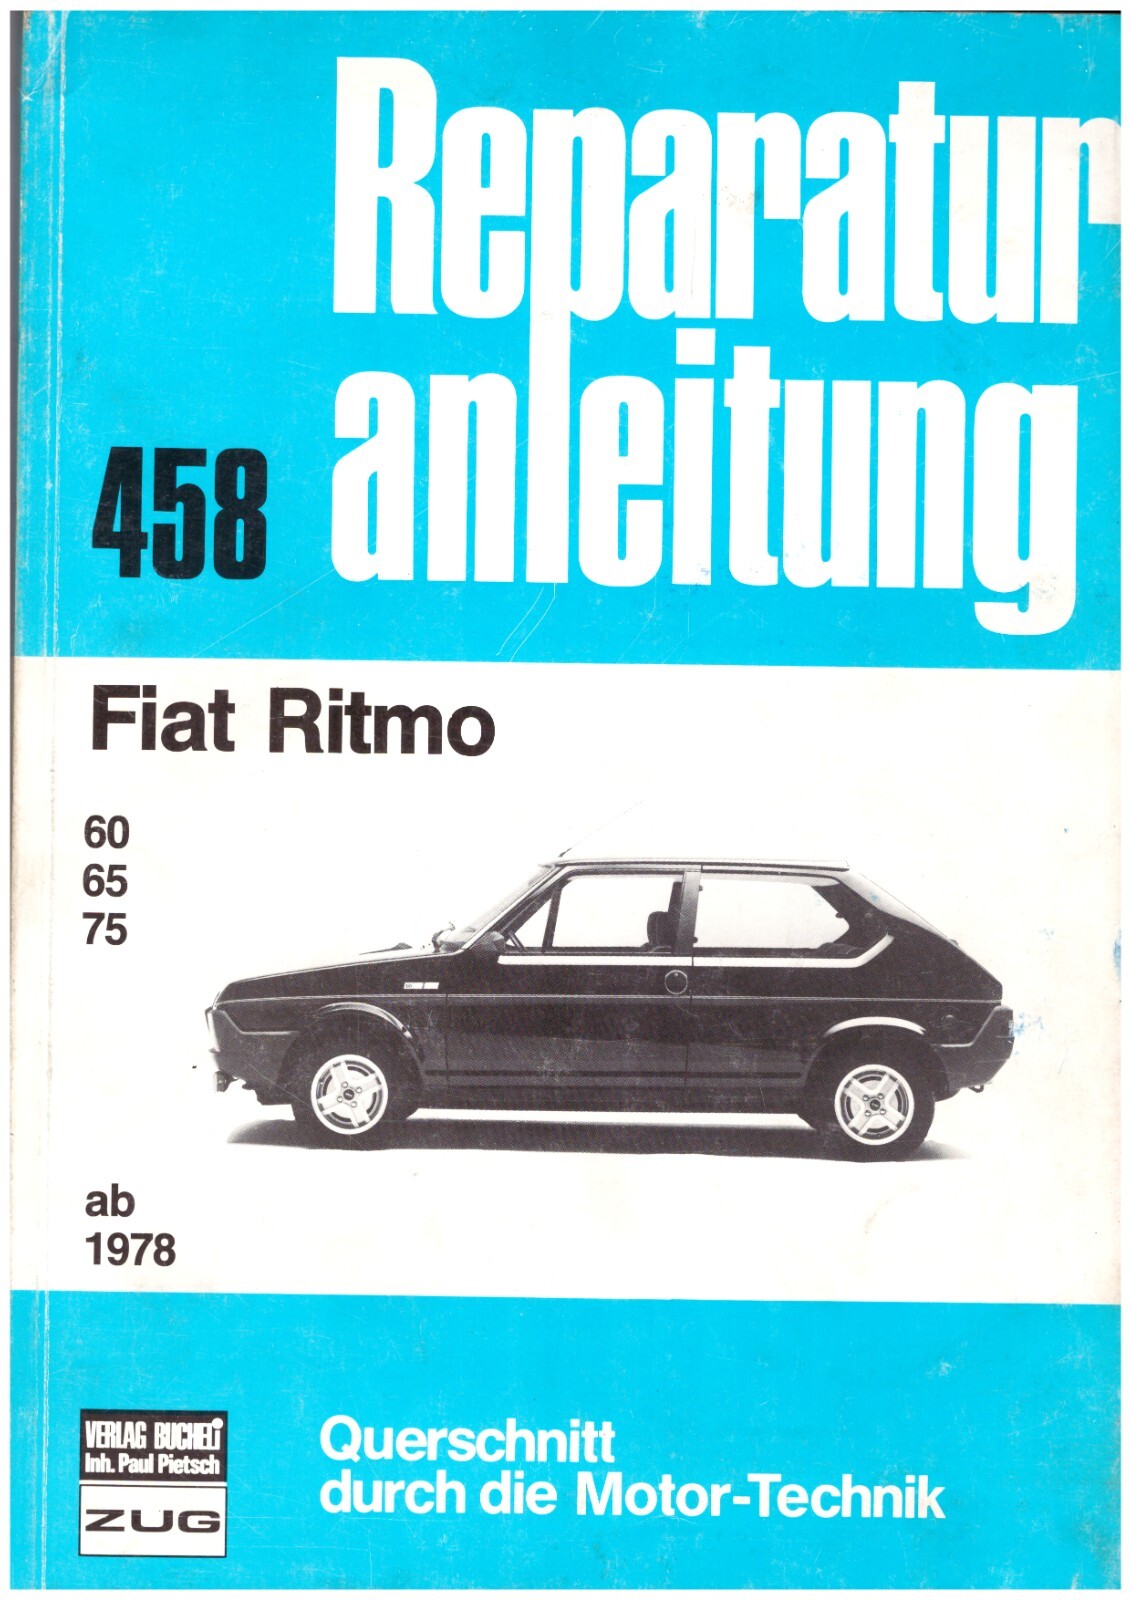 Reparatur
anleitung
458
Fiat Ritmo
60
65
75
ab
1978
VERLAG BUCHELi
Inh. Paul Pietsch
ZUG
Querschnitt
durch die Motor-Technik